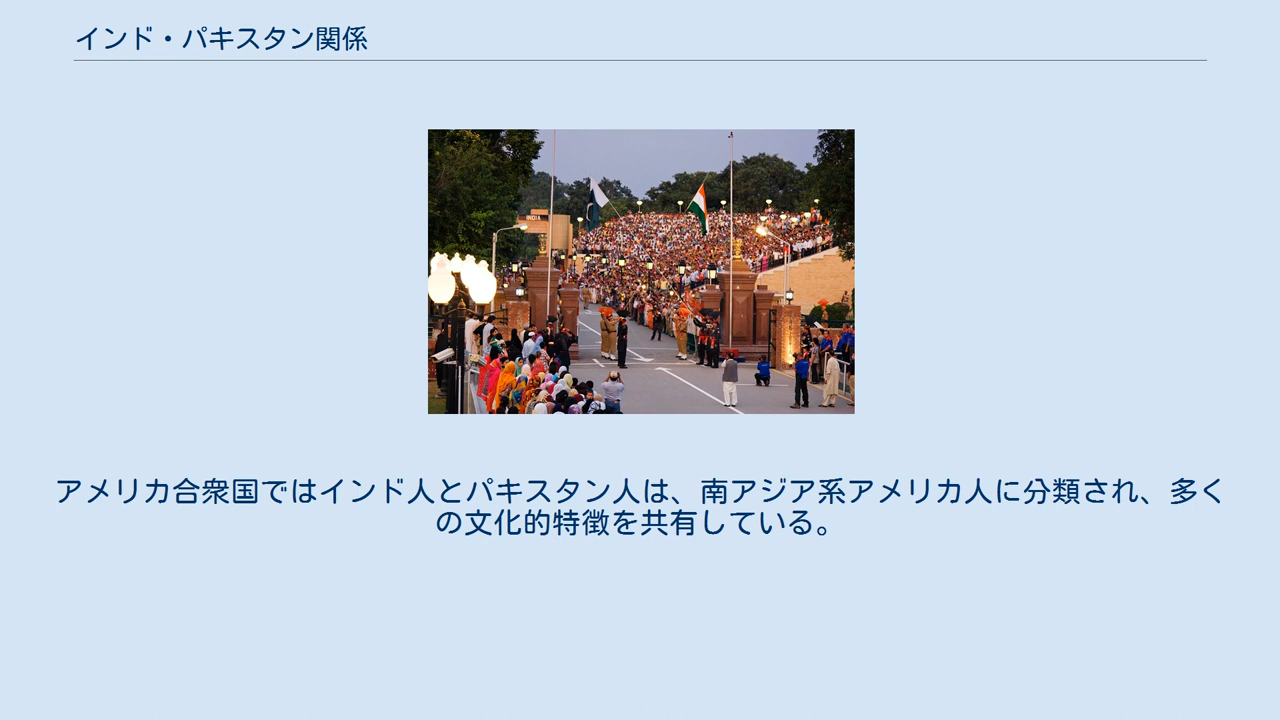 インド・パキスタン関係
INDIA
アメリカ合衆国ではインド人とパキスタン人は、南アジア系アメリカ人に分類され、多く
の文化的特徴を共有している。